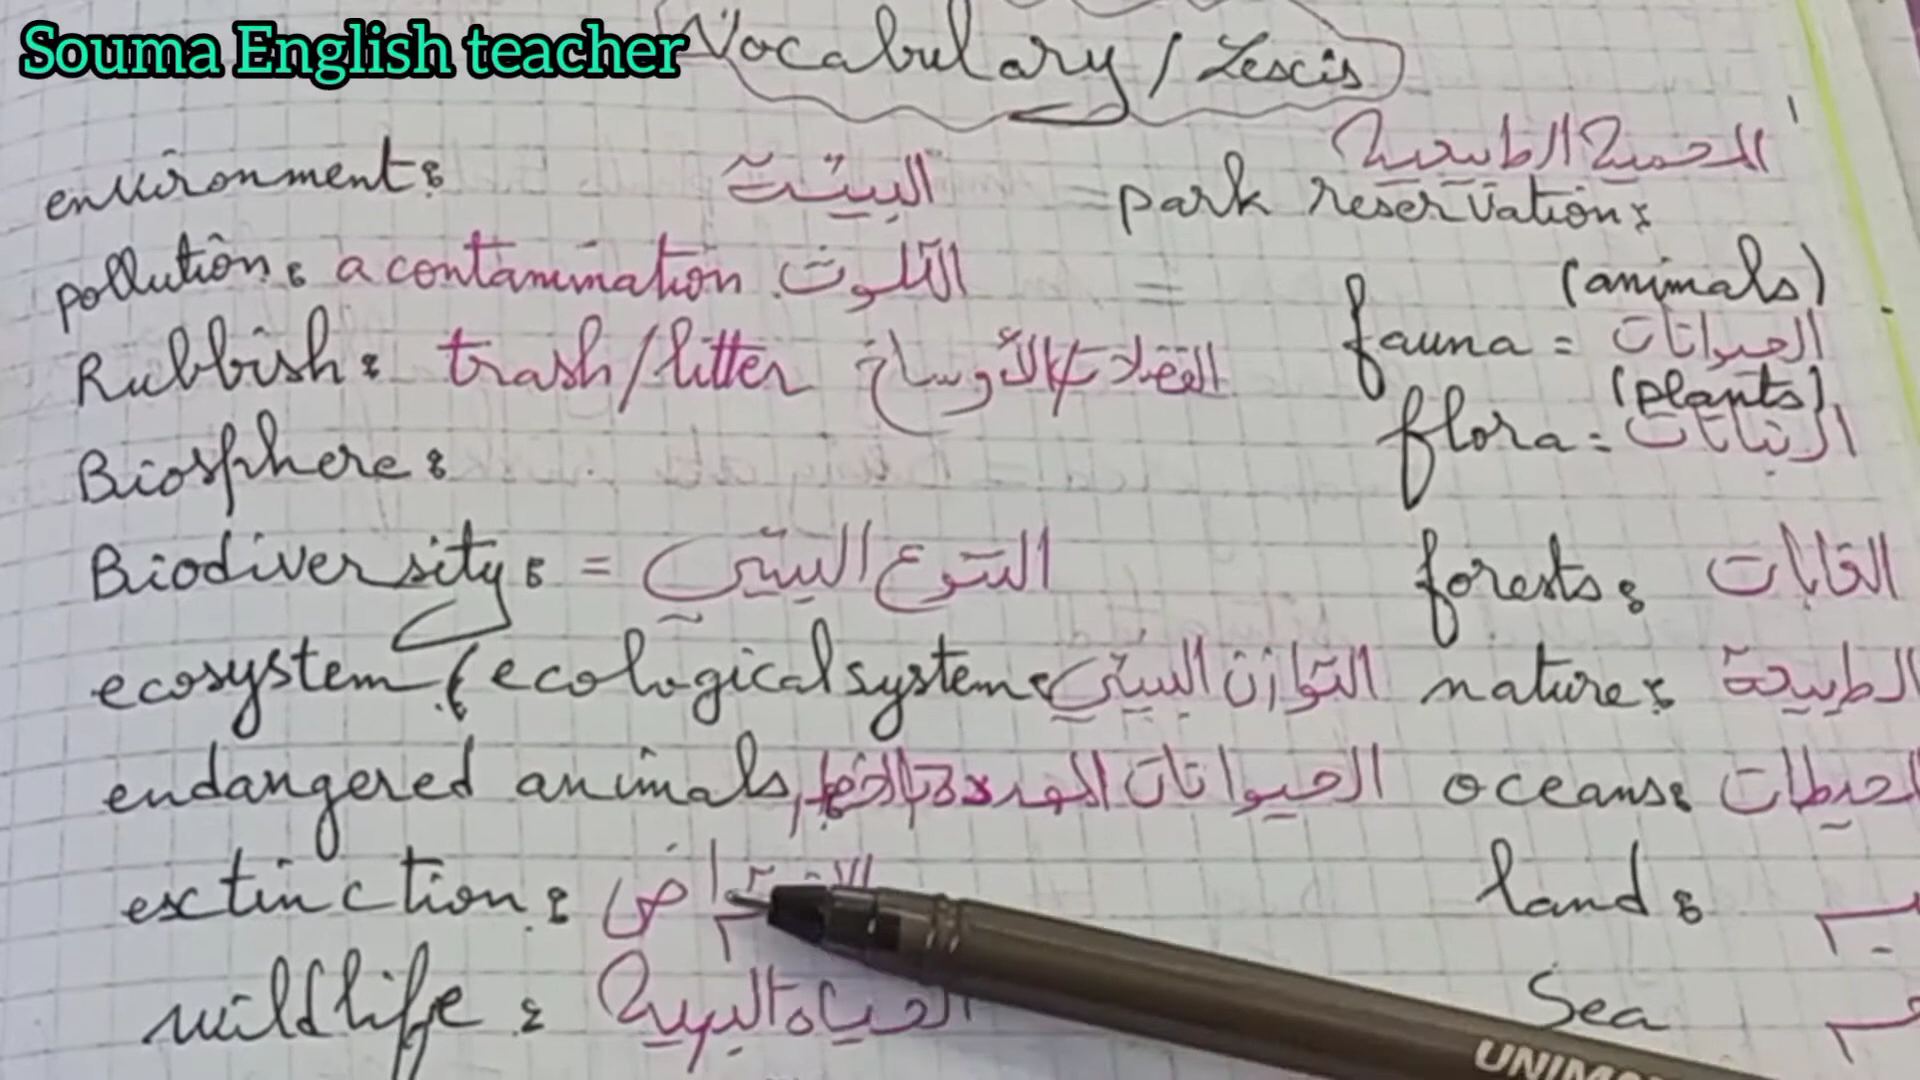 Souma English teacher
Vocabulary / Lexis
environment: البيئة
pollution: a contamination التلوث
Rubbish: trash/litter الأوساخ
Biosphere:
Biodiversity: = التنوع البيئي
ecosystem (ecological system: التوازن البيئي
endangered animals, الحيوانات المهددة بالخطر
extinction:
wildlife: الحياة البرية
المحمية الطبيعية
= park reservation:
= (animals)
fauna = الحيوانات
(plants)
flora = النباتات
forests: الغابات
nature: الطبيعة
oceans:
land:
Sea
UNIMA